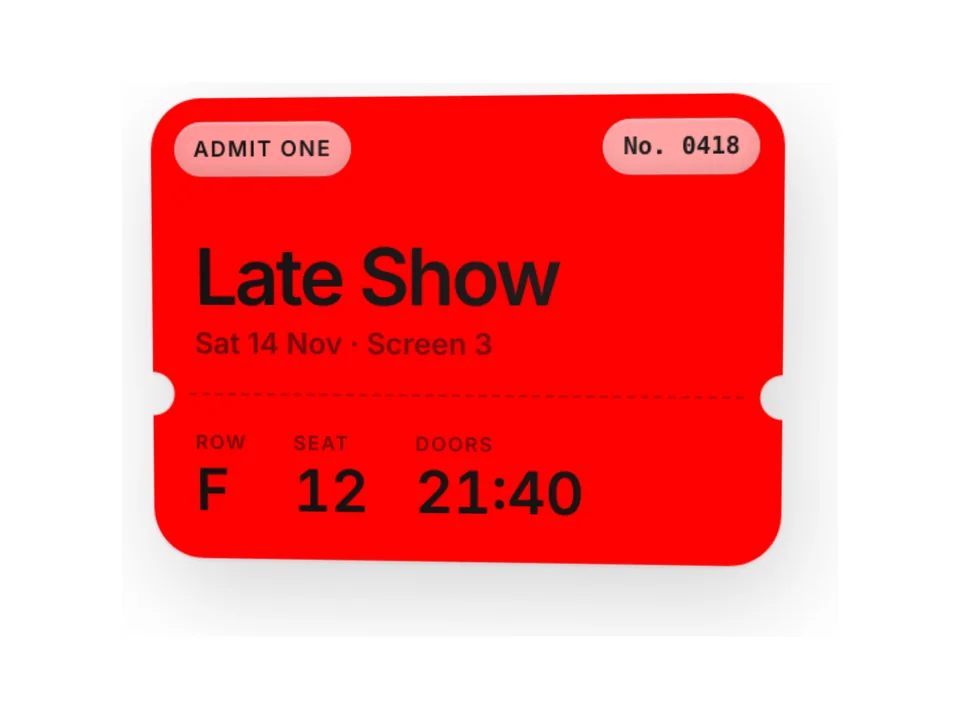 ADMIT ONE
No. 0418
Late Show
Sat 14 Nov · Screen 3
ROW SEAT DOORS
F 12 21:40